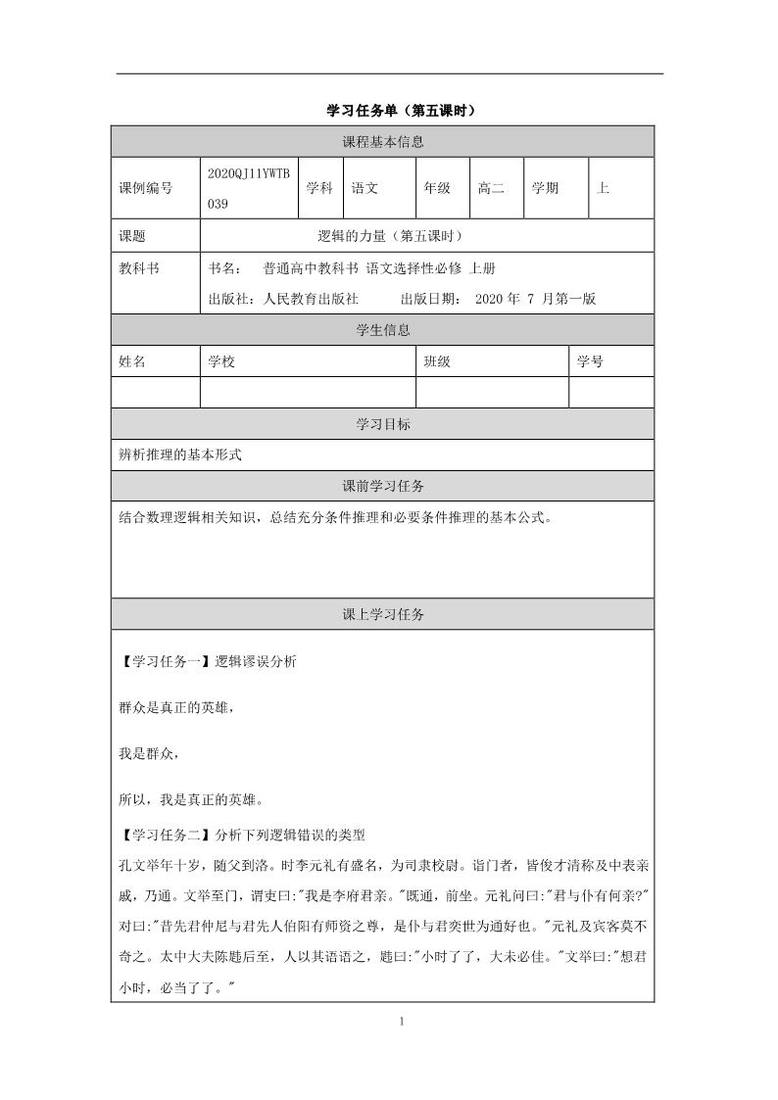 学习任务单（第五课时）
课程基本信息
课例编号 2020QJ11YWTB039 学科 语文 年级 高二 学期 上
课题 逻辑的力量（第五课时）
教科书 书名： 普通高中教科书 语文选择性必修 上册
出版社：人民教育出版社 出版日期： 2020 年 7 月第一版
学生信息
姓名 学校 班级 学号
学习目标
辨析推理的基本形式
课前学习任务
结合数理逻辑相关知识，总结充分条件推理和必要条件推理的基本公式。
课上学习任务
【学习任务一】逻辑谬误分析
群众是真正的英雄，
我是群众，
所以，我是真正的英雄。
【学习任务二】分析下列逻辑错误的类型
孔文举年十岁，随父到洛。时李元礼有盛名，为司隶校尉。诣门者，皆俊才清称及中表亲
戚，乃通。文举至门，谓吏曰："我是李府君亲。"既通，前坐。元礼问曰："君与仆有何亲?"
对曰："昔先君仲尼与君先人伯阳有师资之尊，是仆与君奕世为通好也。"元礼及宾客莫不
奇之。太中大夫陈韪后至，人以其语语之，韪曰："小时了了，大未必佳。"文举曰："想君
小时，必当了了。"
1